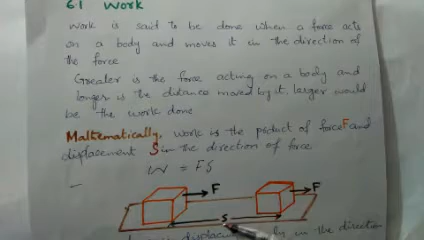 6.1 Work
Work is said to be done when a force acts
on a body and moves it in the direction of
the force
Greater is the force acting on a body and
longer is the distance moved by it, larger would
be the work done
Mathematically, work is the product of force F and
displacement S in the direction of force
W = FS
F F
S
in the direction